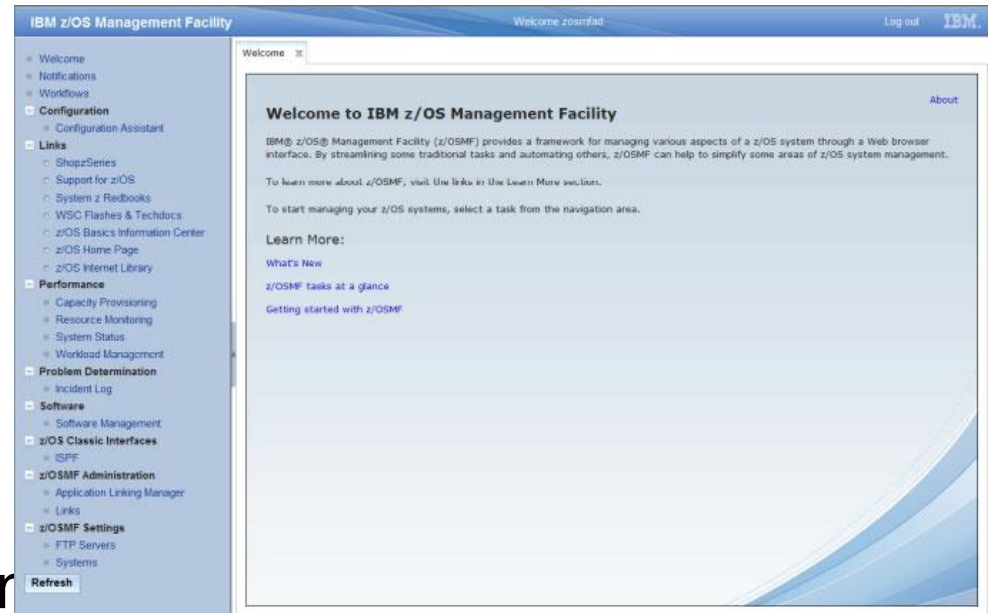 IBM z/OS Management Facility
Welcome zosmfad
Log out
IBM.
Welcome
Notifications
Workflows
Configuration
Configuration Assistant
Links
ShopzSeries
Support for z/OS
System z Redbooks
WSC Flashes & Techdocs
z/OS Basics Information Center
z/OS Home Page
z/OS Internet Library
Performance
Capacity Provisioning
Resource Monitoring
System Status
Workload Management
Problem Determination
Incident Log
Software
Software Management
z/OS Classic Interfaces
ISPF
z/OSMF Administration
Application Linking Manager
Links
z/OSMF Settings
FTP Servers
Systems
Refresh
Welcome
About
Welcome to IBM z/OS Management Facility
IBM® z/OS® Management Facility (z/OSMF) provides a framework for managing various aspects of a z/OS system through a Web browser
interface. By streamlining some traditional tasks and automating others, z/OSMF can help to simplify some areas of z/OS system management.
To learn more about z/OSMF, visit the links in the Learn More section.
To start managing your z/OS systems, select a task from the navigation area.
Learn More:
What's New
z/OSMF tasks at a glance
Getting started with z/OSMF